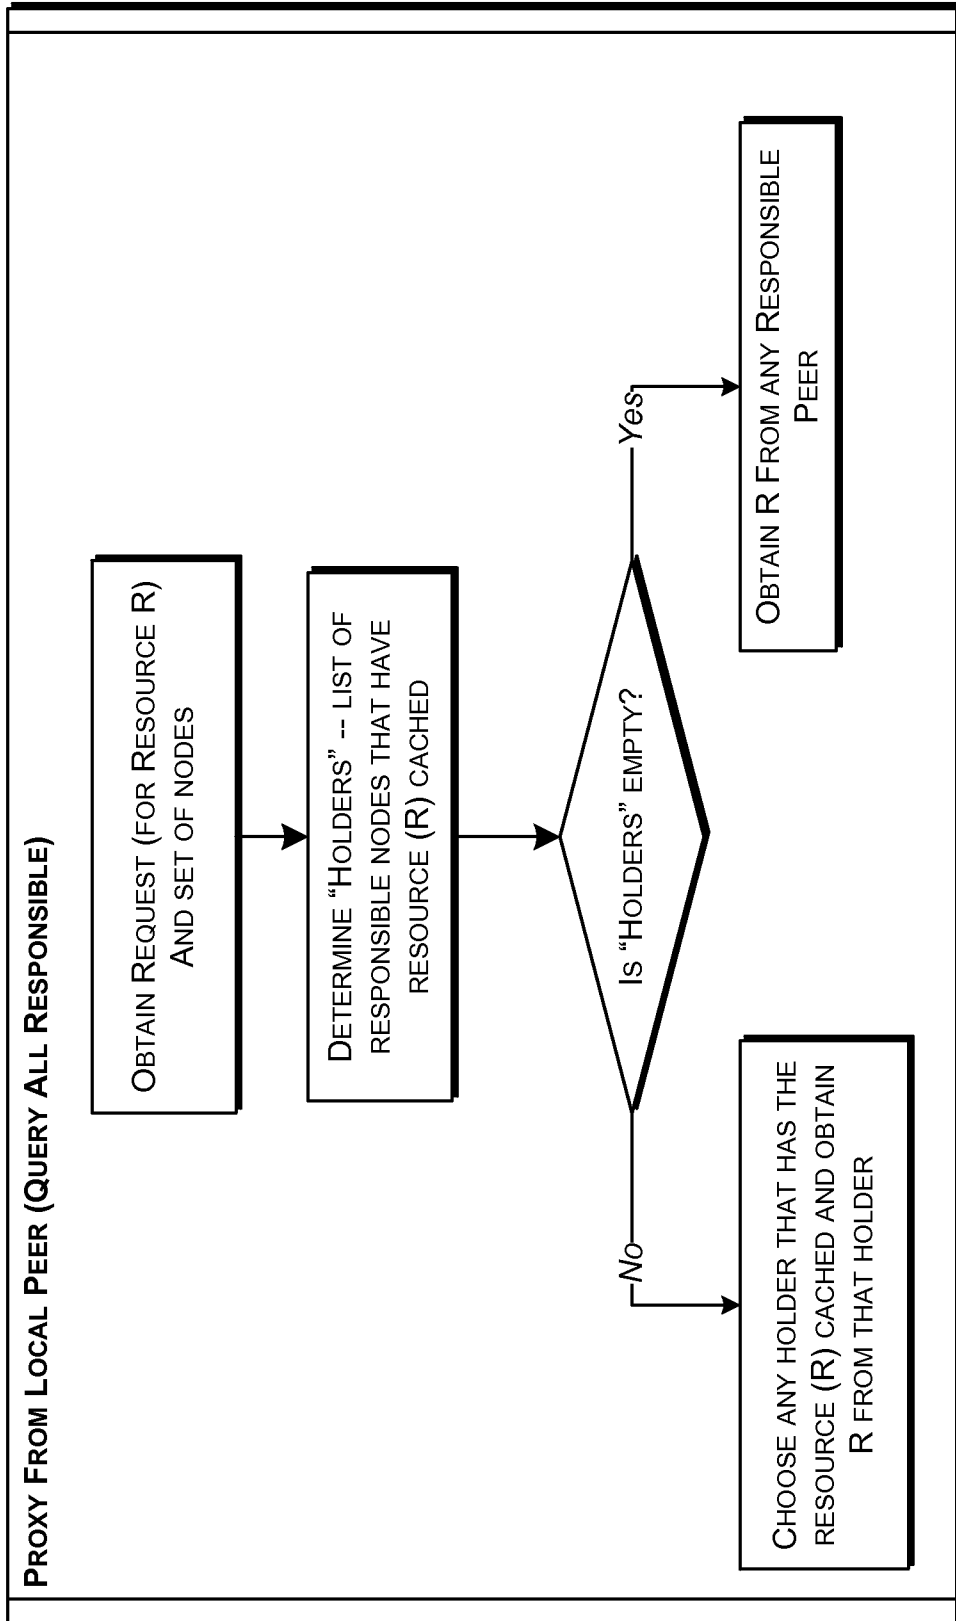 PROXY FROM LOCAL PEER (QUERY ALL RESPONSIBLE)
OBTAIN REQUEST (FOR RESOURCE R)
AND SET OF NODES
DETERMINE “HOLDERS” -- LIST OF
RESPONSIBLE NODES THAT HAVE
RESOURCE (R) CACHED
IS “HOLDERS” EMPTY?
No
Yes
CHOOSE ANY HOLDER THAT HAS THE
RESOURCE (R) CACHED AND OBTAIN
R FROM THAT HOLDER
OBTAIN R FROM ANY RESPONSIBLE
PEER